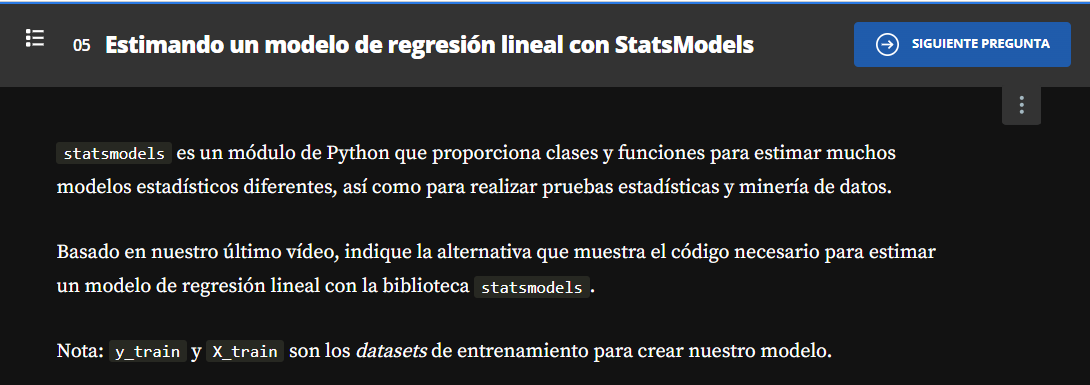 05 Estimando un modelo de regresión lineal con StatsModels
SIGUIENTE PREGUNTA
statsmodels es un módulo de Python que proporciona clases y funciones para estimar muchos
modelos estadísticos diferentes, así como para realizar pruebas estadísticas y minería de datos.
Basado en nuestro último vídeo, indique la alternativa que muestra el código necesario para estimar
un modelo de regresión lineal con la biblioteca statsmodels.
Nota: y_train y X_train son los datasets de entrenamiento para crear nuestro modelo.